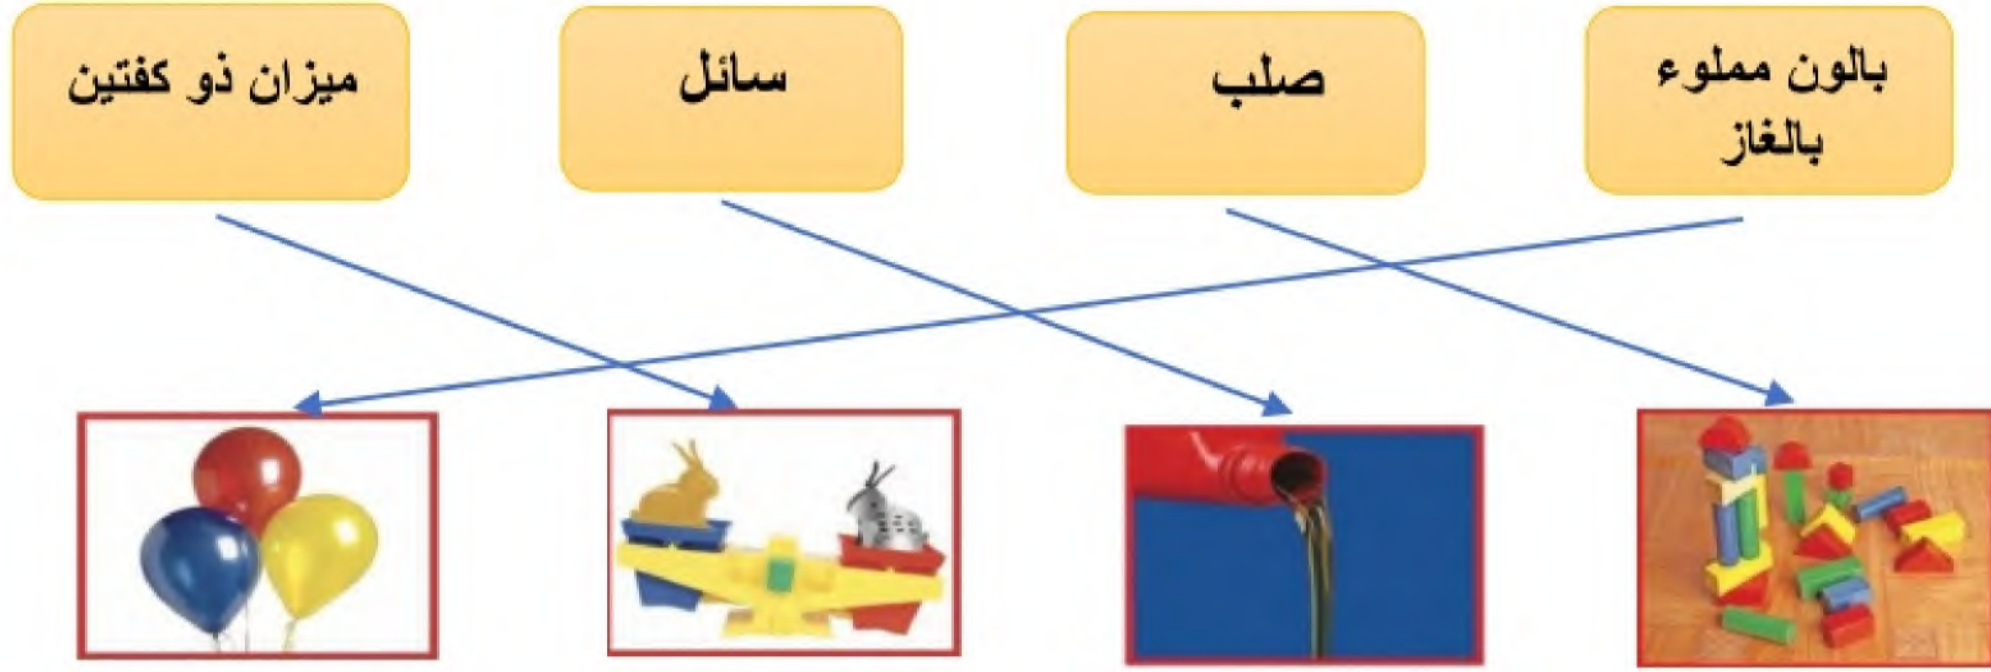 بالون مملوء
بالغاز
صلب
سائل
ميزان ذو كفتين